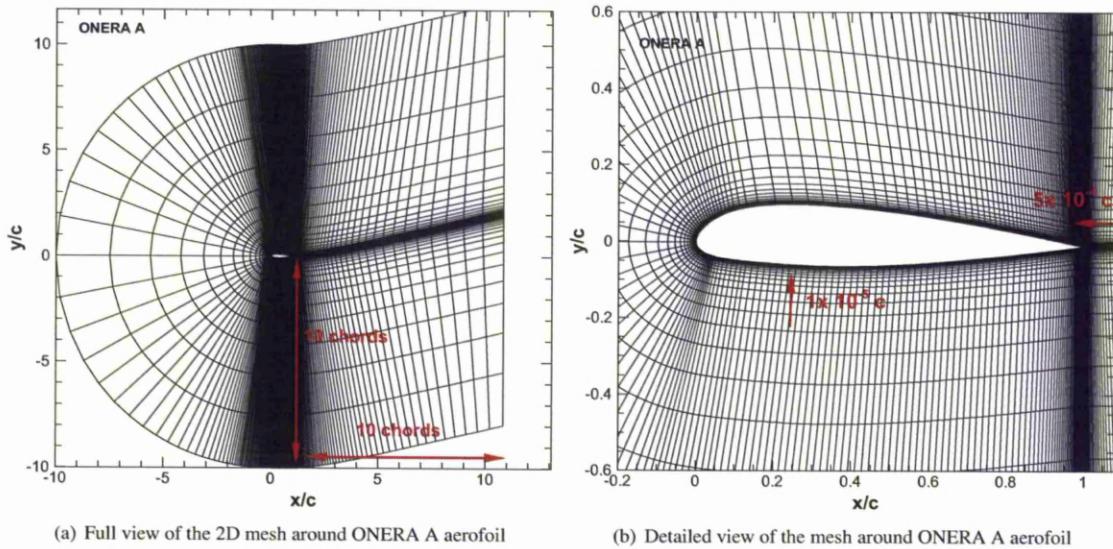 ONERA A
10
5
0
-5
-10
y/c
-10
-5
0
5
10
x/c
10 chords
10 chords
(a) Full view of the 2D mesh around ONERA A aerofoil
ONERA A
0.6
0.4
0.2
0
-0.2
-0.4
-0.6
y/c
-0.2
0
0.2
0.4
0.6
0.8
1
x/c
1x 10⁻⁵ c
(b) Detailed view of the mesh around ONERA A aerofoil